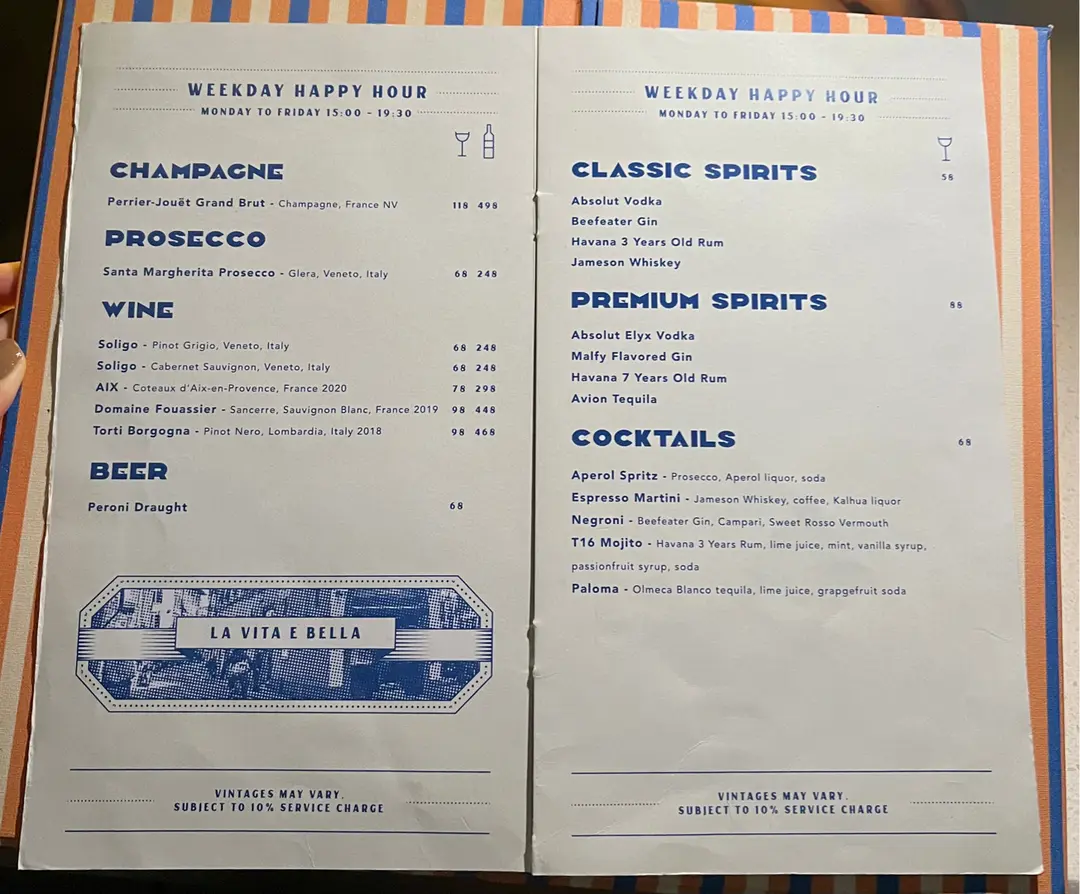 WEEKDAY HAPPY HOUR
MONDAY TO FRIDAY 15:00 - 19:30
CHAMPAGNE
Perrier-Jouët Grand Brut - Champagne, France NV 118 498
PROSECCO
Santa Margherita Prosecco - Glera, Veneto, Italy 68 248
WINE
Soligo - Pinot Grigio, Veneto, Italy 68 248
Soligo - Cabernet Sauvignon, Veneto, Italy 68 248
AIX - Coteaux d'Aix-en-Provence, France 2020 78 298
Domaine Fouassier - Sancerre, Sauvignon Blanc, France 2019 98 448
Torti Borgogna - Pinot Nero, Lombardia, Italy 2018 98 468
BEER
Peroni Draught 68
LA VITA E BELLA
VINTAGES MAY VARY.
SUBJECT TO 10% SERVICE CHARGE
WEEKDAY HAPPY HOUR
MONDAY TO FRIDAY 15:00 - 19:30
CLASSIC SPIRITS 58
Absolut Vodka
Beefeater Gin
Havana 3 Years Old Rum
Jameson Whiskey
PREMIUM SPIRITS 88
Absolut Elyx Vodka
Malfy Flavored Gin
Havana 7 Years Old Rum
Avion Tequila
COCKTAILS 68
Aperol Spritz - Prosecco, Aperol liquor, soda
Espresso Martini - Jameson Whiskey, coffee, Kalhua liquor
Negroni - Beefeater Gin, Campari, Sweet Rosso Vermouth
T16 Mojito - Havana 3 Years Rum, lime juice, mint, vanilla syrup,
passionfruit syrup, soda
Paloma - Olmeca Blanco tequila, lime juice, grapgefruit soda
VINTAGES MAY VARY.
SUBJECT TO 10% SERVICE CHARGE